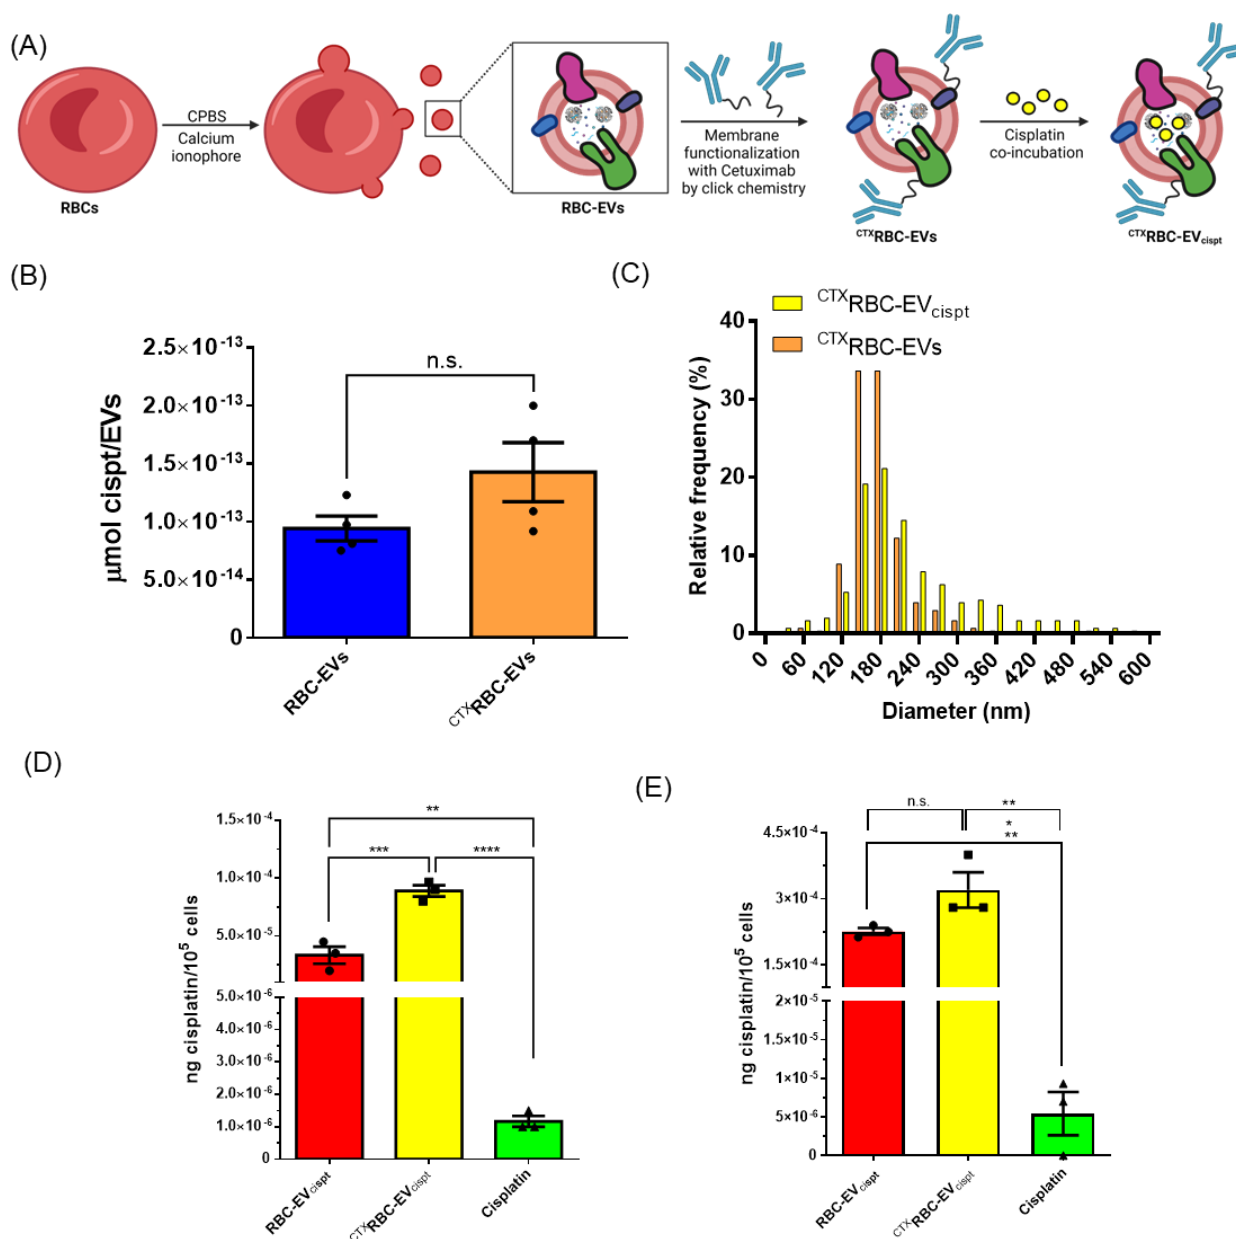 (A)
CPBS
Calcium
ionophore
RBCs
RBC-EVs
Membrane
functionalization
with Cetuximab
by click chemistry
CTXRBC-EVs
Cisplatin
co-incubation
CTXRBC-EVcispt
(B)
μmol cispt/EVs
2.5×10⁻¹³
2.0×10⁻¹³
1.5×10⁻¹³
1.0×10⁻¹³
5.0×10⁻¹⁴
0
n.s.
RBC-EVs
CTXRBC-EVs
(C)
CTXRBC-EVcispt
CTXRBC-EVs
Relative frequency (%)
40
30
20
10
0
0 60 120 180 240 300 360 420 480 540 600
Diameter (nm)
(D)
ng cisplatin/10⁵ cells
1.5×10⁻⁴
1.0×10⁻⁴
5.0×10⁻⁵
5.0×10⁻⁶
4.0×10⁻⁶
3.0×10⁻⁶
2.0×10⁻⁶
1.0×10⁻⁶
0
**
***
****
RBC-EVcispt
CTXRBC-EVcispt
Cisplatin
(E)
ng cisplatin/10⁵ cells
4.5×10⁻⁴
3×10⁻⁴
1.5×10⁻⁴
2×10⁻⁵
1.5×10⁻⁵
1×10⁻⁵
5×10⁻⁶
0
n.s.
**
*
**
RBC-EVcispt
CTXRBC-EVcispt
Cisplatin